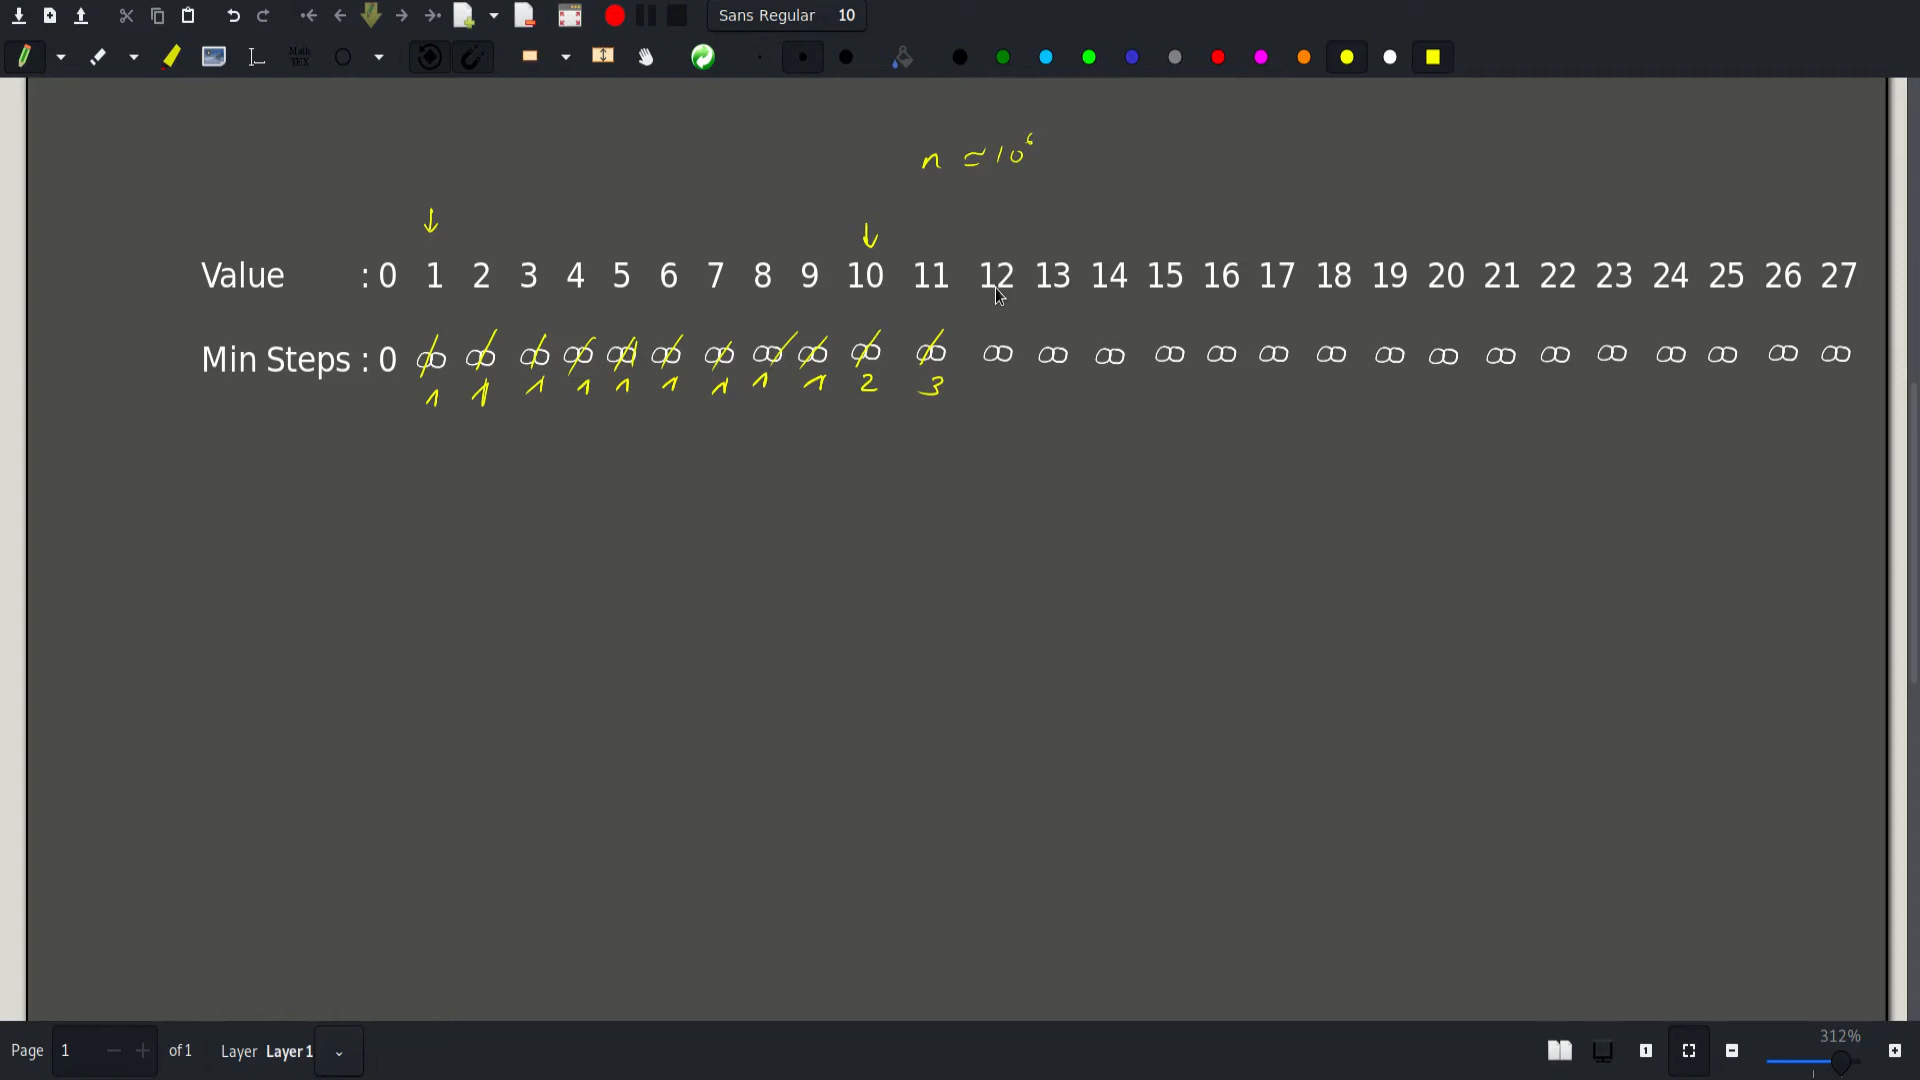 Sans Regular 10
Math TEX
n ≃ 10⁶
↓ ↓
Value : 0 1 2 3 4 5 6 7 8 9 10 11 12 13 14 15 16 17 18 19 20 21 22 23 24 25 26 27
Min Steps : 0 ∞ ∞ ∞ ∞ ∞ ∞ ∞ ∞ ∞ ∞ ∞ ∞ ∞ ∞ ∞ ∞ ∞ ∞ ∞ ∞ ∞ ∞ ∞ ∞ ∞ ∞ ∞
1 1 1 1 1 1 1 1 1 2 3
312%
Page 1 of 1 Layer Layer 1